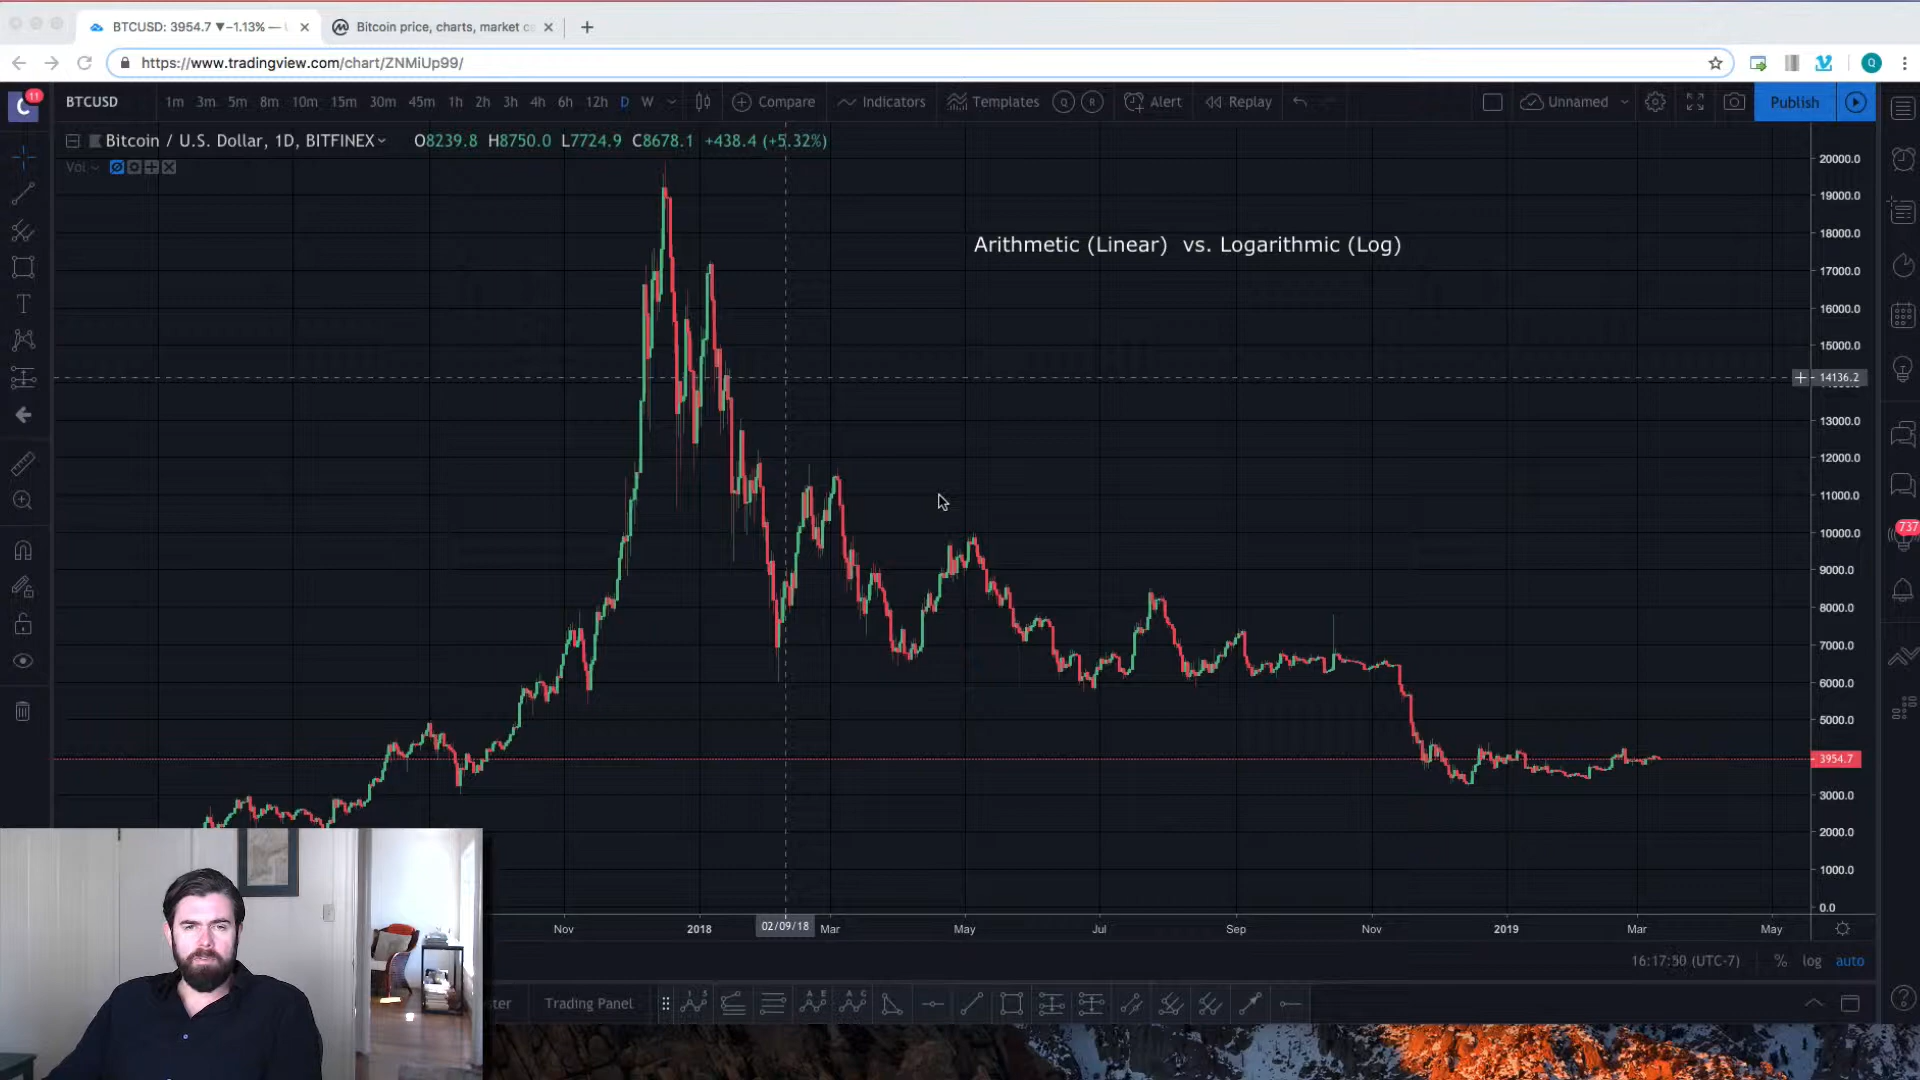 BTCUSD: 3954.7 ▼−1.13% —
Bitcoin price, charts, market c
https://www.tradingview.com/chart/ZNMiUp99/
Q
C
11
BTCUSD 1m 3m 5m 8m 10m 15m 30m 45m 1h 2h 3h 4h 6h 12h D W
Compare
Indicators
Templates
Q R
Alert
Replay
Unnamed
Publish
Bitcoin / U.S. Dollar, 1D, BITFINEX O8239.8 H8750.0 L7724.9 C8678.1 +438.4 (+5.32%)
Vol
Arithmetic (Linear) vs. Logarithmic (Log)
20000.0
19000.0
18000.0
17000.0
16000.0
15000.0
14136.2
13000.0
12000.0
11000.0
10000.0
9000.0
8000.0
7000.0
6000.0
5000.0
3954.7
3000.0
2000.0
1000.0
0.0
737
Nov 2018 02/09/18 Mar May Jul Sep Nov 2019 Mar May
16:17:50 (UTC-7) % log auto
Trading Panel